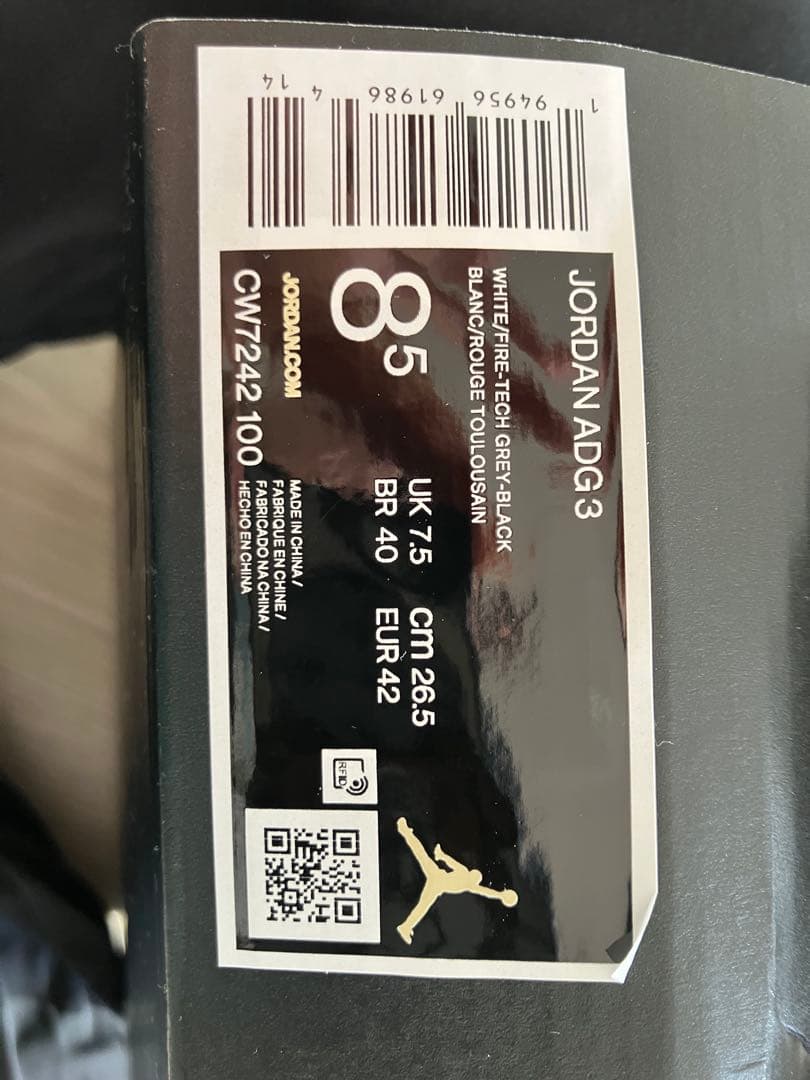 JORDAN ADG 3
WHITE/FIRE-TECH GREY-BLACK
BLANC/ROUGE TOULOUSAIN
8 5
UK 7.5 cm 26.5
BR 40 EUR 42
JORDAN.COM
CW7242 100
MADE IN CHINA/
FABRIQUE EN CHINE/
FABRICADO NA CHINA/
HECHO EN CHINA
RFID
1 94956 61986 4 14